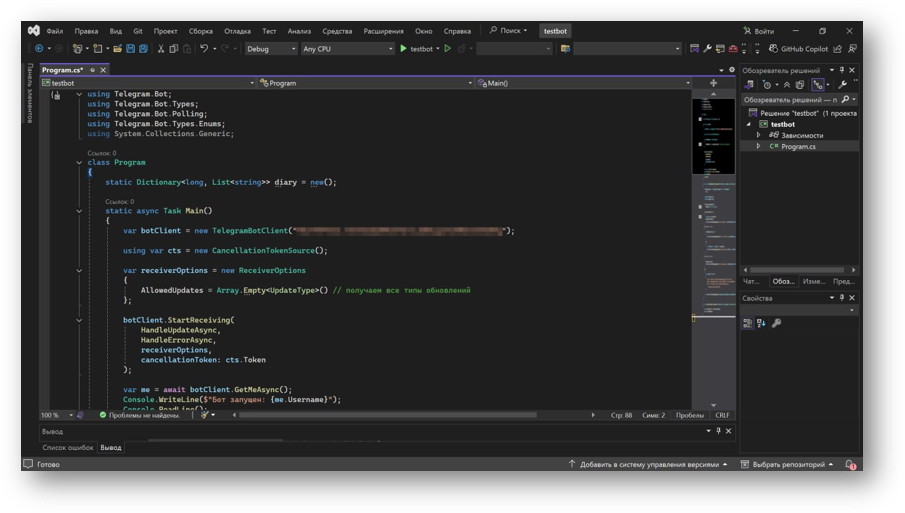 Файл Правка Вид Git Проект Сборка Отладка Тест Анализ Средства Расширения Окно Справка Поиск testbot Войти
Debug Any CPU testbot GitHub Copilot
Панель элементов
Program.cs*
testbot Program Main()
using Telegram.Bot;
using Telegram.Bot.Types;
using Telegram.Bot.Polling;
using Telegram.Bot.Types.Enums;
using System.Collections.Generic;
Ссылок: 0
class Program
{
static Dictionary<long, List<string>> diary = new();
Ссылок: 0
static async Task Main()
{
var botClient = new TelegramBotClient("
");
using var cts = new CancellationTokenSource();
var receiverOptions = new ReceiverOptions
{
AllowedUpdates = Array.Empty<UpdateType>() // получаем все типы обновлений
};
botClient.StartReceiving(
HandleUpdateAsync,
HandleErrorAsync,
receiverOptions,
cancellationToken: cts.Token
);
var me = await botClient.GetMeAsync();
Console.WriteLine($"Бот запущен: {me.Username}");
Console.ReadLine();
100 % Проблемы не найдены. Стр: 88 Симв: 2 Пробелы CRLF
Вывод
Список ошибок Вывод
Обозреватель решений
Обозреватель решений — п
Решение "testbot" (1 проекта
testbot
Зависимости
C# Program.cs
Чат... Обоз... Изме... Пред...
Свойства
Готово Добавить в систему управления версиями Выбрать репозиторий